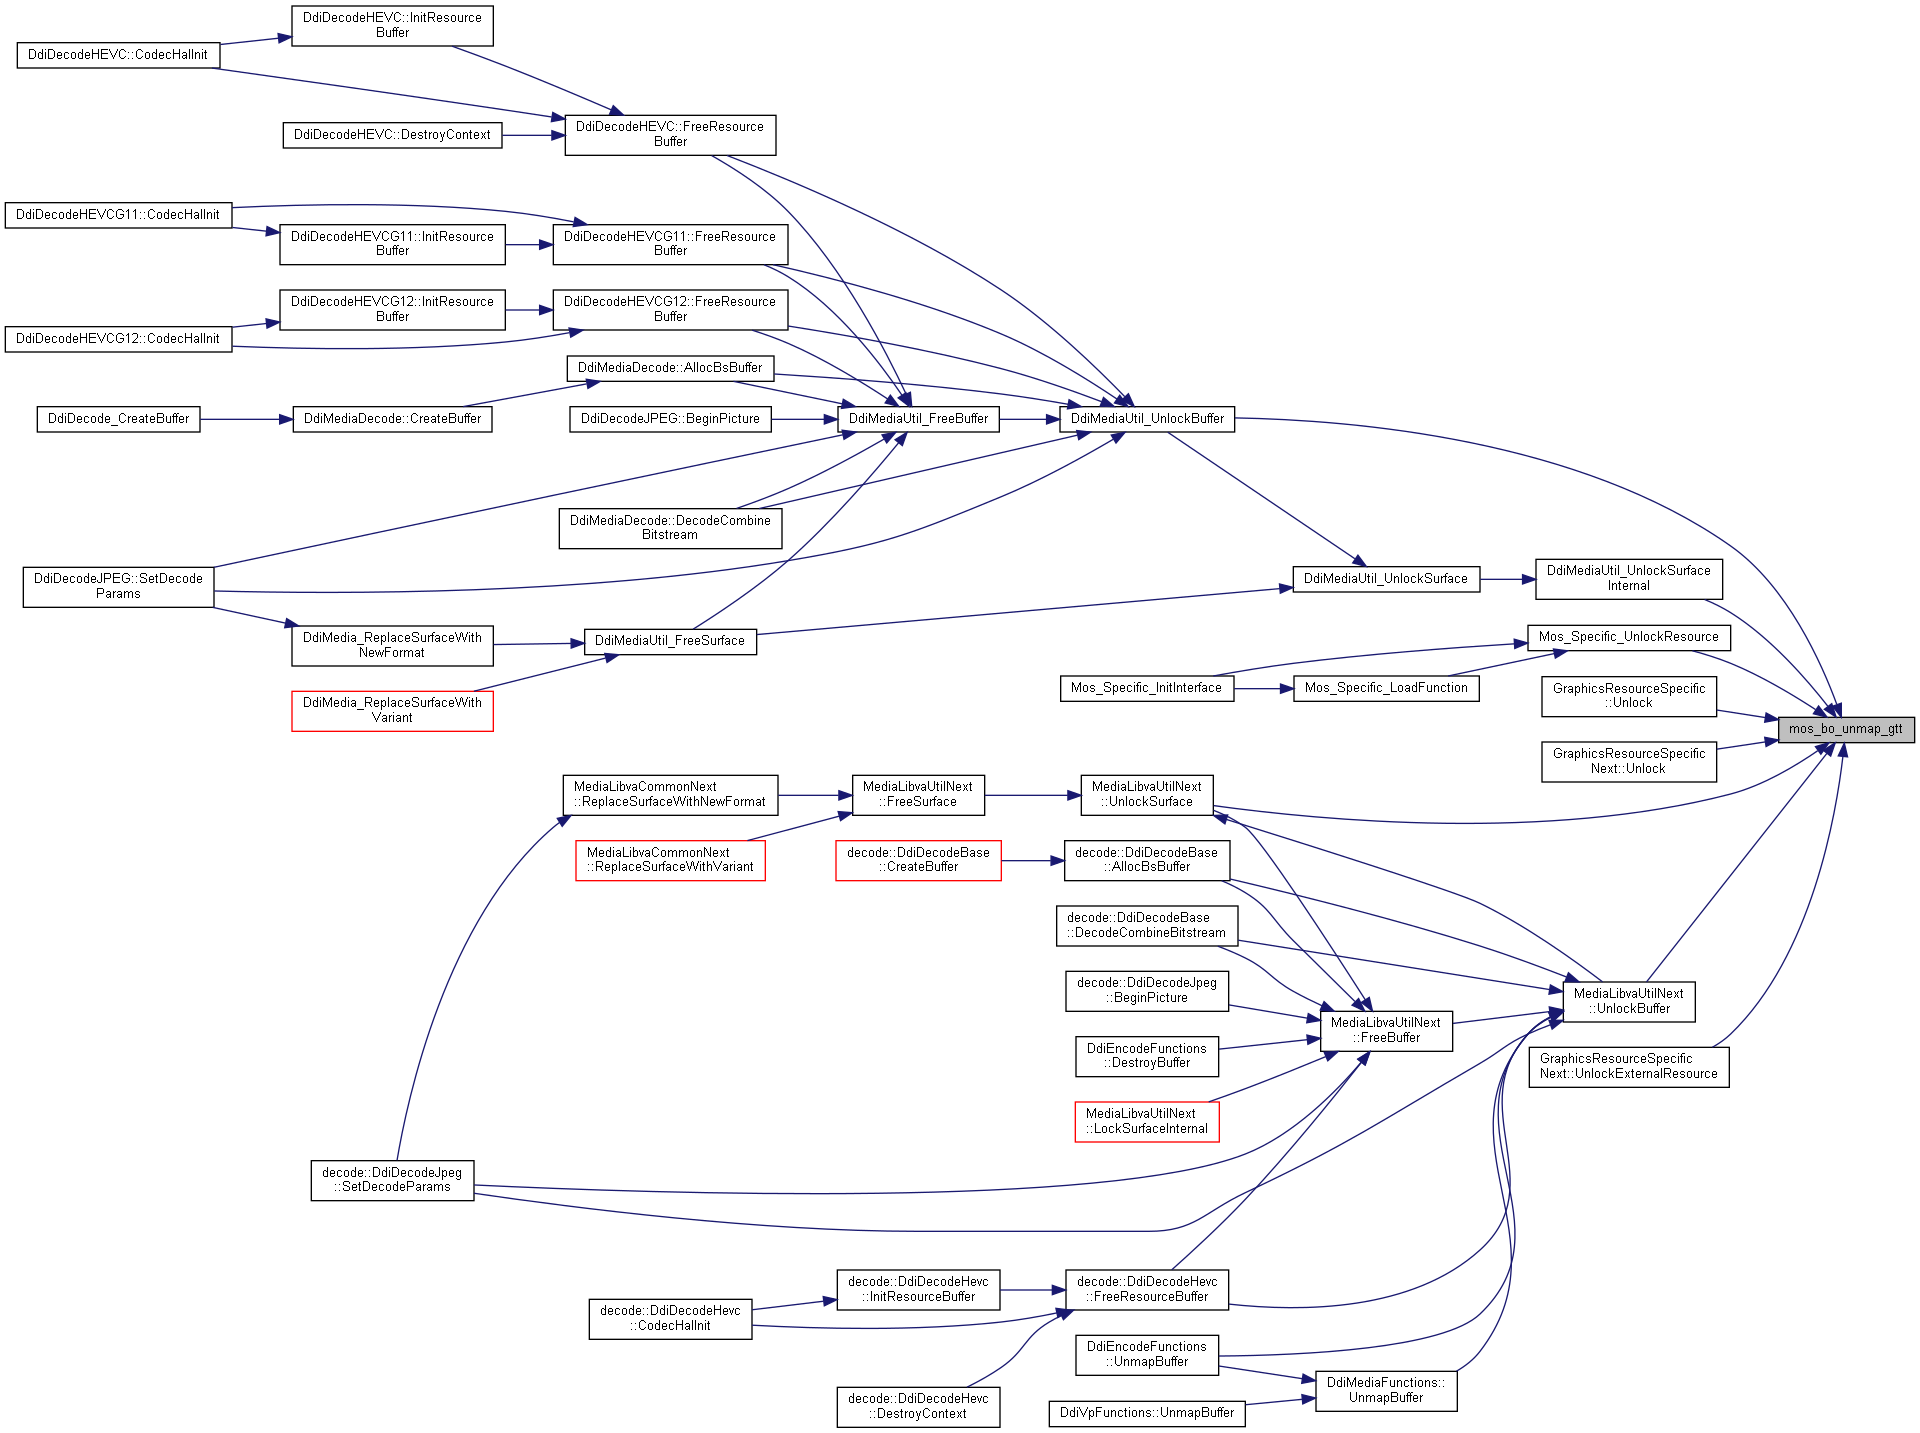 DdiDecodeHEVC::InitResource
Buffer
DdiDecodeHEVC::CodecHalInit
DdiDecodeHEVC::FreeResource
Buffer
DdiDecodeHEVC::DestroyContext
DdiDecodeHEVCG11::CodecHalInit
DdiDecodeHEVCG11::InitResource
Buffer
DdiDecodeHEVCG11::FreeResource
Buffer
DdiDecodeHEVCG12::InitResource
Buffer
DdiDecodeHEVCG12::FreeResource
Buffer
DdiDecodeHEVCG12::CodecHalInit
DdiMediaDecode::AllocBsBuffer
DdiDecode_CreateBuffer
DdiMediaDecode::CreateBuffer
DdiDecodeJPEG::BeginPicture
DdiMediaUtil_FreeBuffer
DdiMediaUtil_UnlockBuffer
DdiMediaDecode::DecodeCombine
Bitstream
DdiDecodeJPEG::SetDecode
Params
DdiMediaUtil_UnlockSurface
DdiMediaUtil_UnlockSurface
Internal
DdiMedia_ReplaceSurfaceWith
NewFormat
DdiMediaUtil_FreeSurface
Mos_Specific_UnlockResource
DdiMedia_ReplaceSurfaceWith
Variant
Mos_Specific_InitInterface
Mos_Specific_LoadFunction
GraphicsResourceSpecific
::Unlock
mos_bo_unmap_gtt
GraphicsResourceSpecific
Next::Unlock
MediaLibvaCommonNext
::ReplaceSurfaceWithNewFormat
MediaLibvaUtilNext
::FreeSurface
MediaLibvaUtilNext
::UnlockSurface
MediaLibvaCommonNext
::ReplaceSurfaceWithVariant
decode::DdiDecodeBase
::CreateBuffer
decode::DdiDecodeBase
::AllocBsBuffer
decode::DdiDecodeBase
::DecodeCombineBitstream
decode::DdiDecodeJpeg
::BeginPicture
MediaLibvaUtilNext
::UnlockBuffer
MediaLibvaUtilNext
::FreeBuffer
DdiEncodeFunctions
::DestroyBuffer
GraphicsResourceSpecific
Next::UnlockExternalResource
MediaLibvaUtilNext
::LockSurfaceInternal
decode::DdiDecodeJpeg
::SetDecodeParams
decode::DdiDecodeHevc
::InitResourceBuffer
decode::DdiDecodeHevc
::FreeResourceBuffer
decode::DdiDecodeHevc
::CodecHalInit
DdiEncodeFunctions
::UnmapBuffer
DdiMediaFunctions::
UnmapBuffer
decode::DdiDecodeHevc
::DestroyContext
DdiVpFunctions::UnmapBuffer